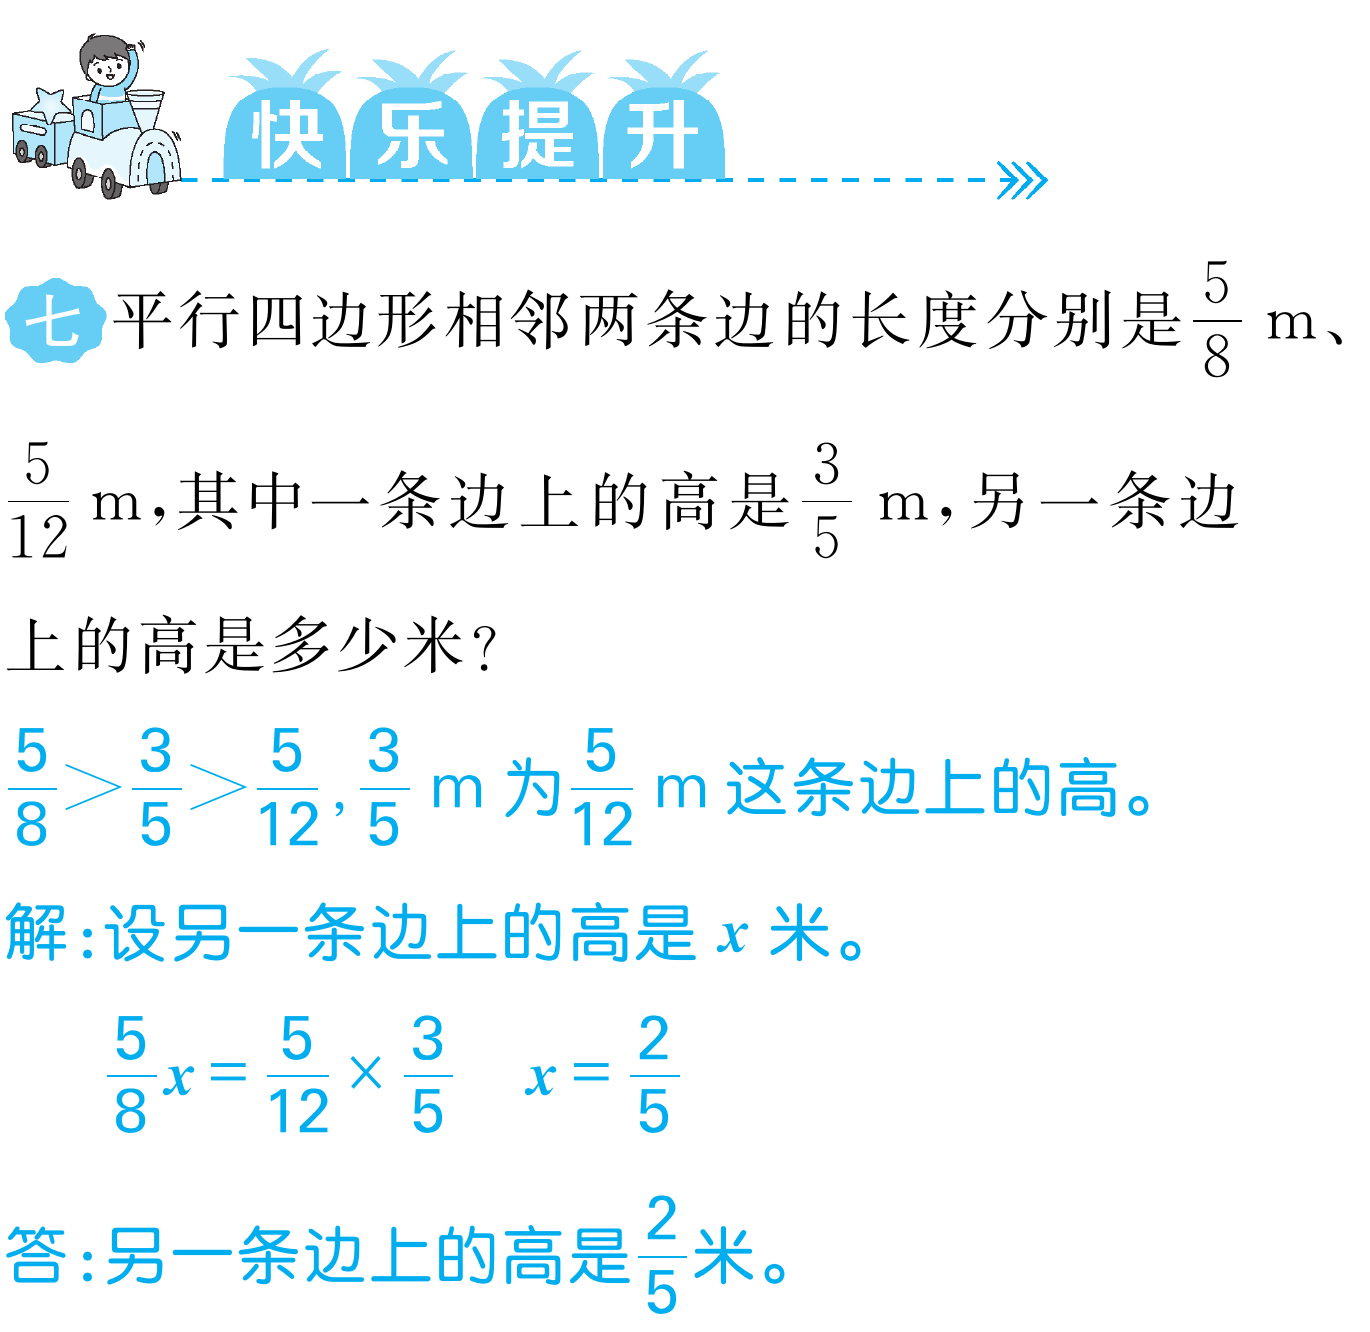 快乐提升
七 平行四边形相邻两条边的长度分别是5/8 m、
5/12 m,其中一条边上的高是3/5 m,另一条边
上的高是多少米?
5/8>3/5>5/12,3/5 m 为5/12 m 这条边上的高。
解:设另一条边上的高是 x 米。
5/8x=5/12×3/5 x=2/5
答:另一条边上的高是2/5米。